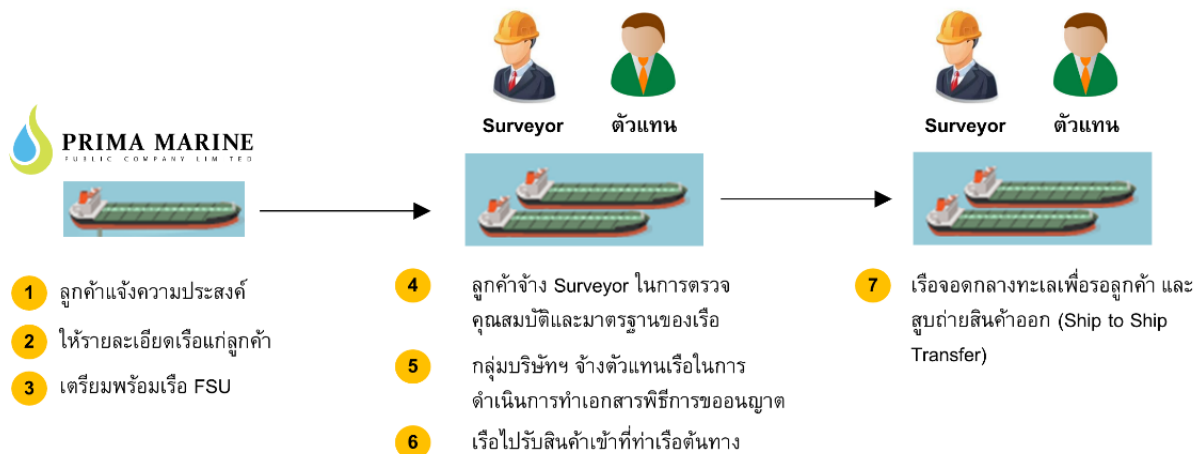 Surveyor ตัวแทน
Surveyor ตัวแทน
PRIMA MARINE
PUBLIC COMPANY LIMITED
1 ลูกค้าแจ้งความประสงค์
2 ให้รายละเอียดเรือแก่ลูกค้า
3 เตรียมพร้อมเรือ FSU
4 ลูกค้าจ้าง Surveyor ในการตรวจ
คุณสมบัติและมาตรฐานของเรือ
5 กลุ่มบริษัทฯ จ้างตัวแทนเรือในการ
ดำเนินการทำเอกสารพิธีการขออนญาต
6 เรือไปรับสินค้าเข้าที่ท่าเรือต้นทาง
7 เรือจอดกลางทะเลเพื่อรอลูกค้า และ
สูบถ่ายสินค้าออก (Ship to Ship
Transfer)